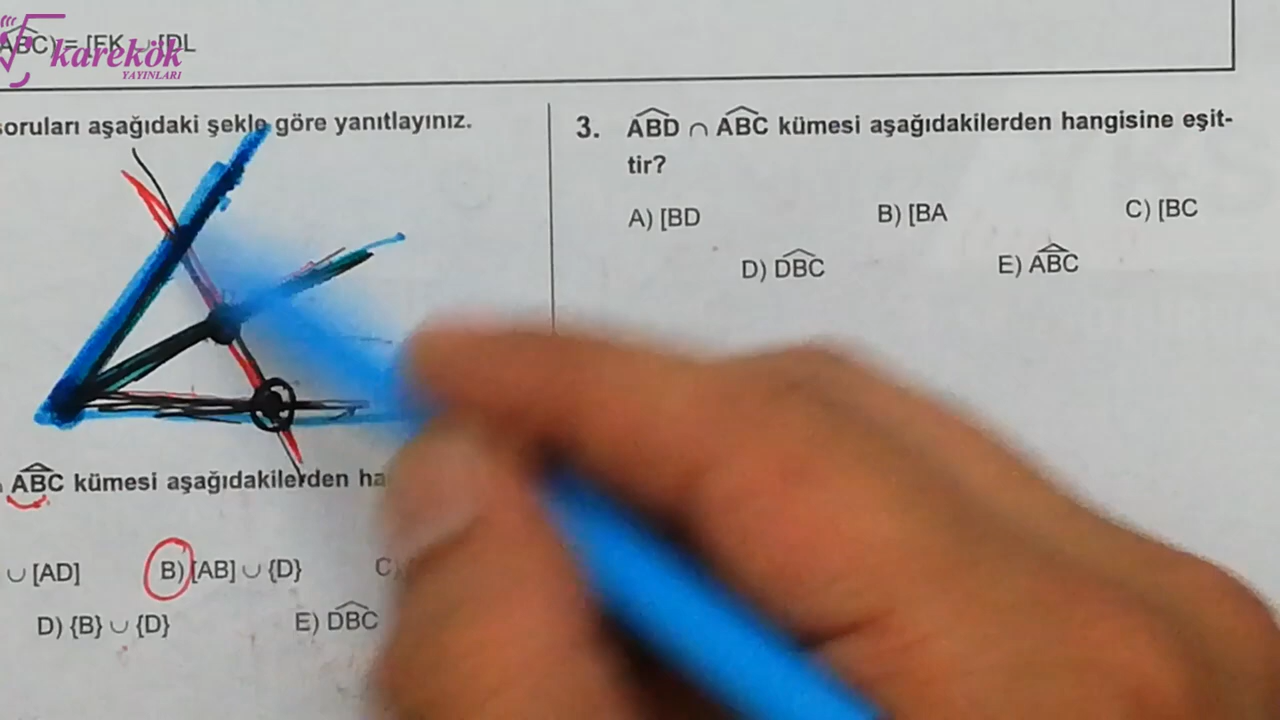 ABC) = [EK ∪ [DL
karekök
YAYINLARI
soruları aşağıdaki şekle göre yanıtlayınız.
ABC kümesi aşağıdakilerden ha
∪ [AD]
B) [AB] ∪ {D}
C)
D) {B} ∪ {D}
E) DBC
3. ABD ∩ ABC kümesi aşağıdakilerden hangisine eşit-
tir?
A) [BD
B) [BA
C) [BC
D) DBC
E) ABC